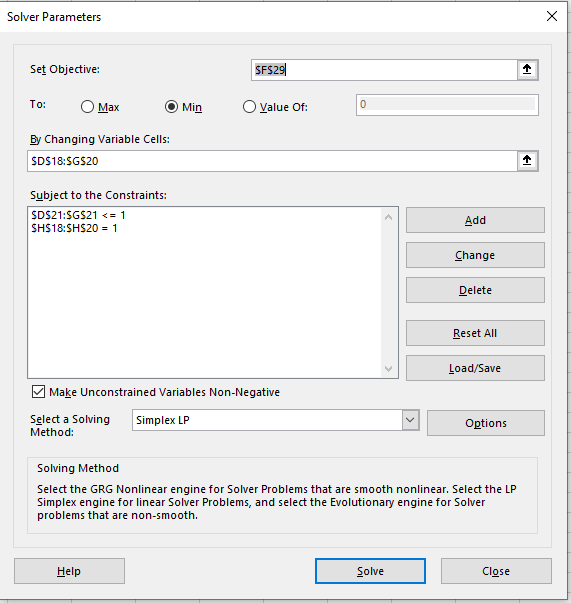 Solver Parameters
Set Objective:
$F$29
To:
Max
Min
Value Of:
0
By Changing Variable Cells:
$D$18:$G$20
Subject to the Constraints:
$D$21:$G$21 <= 1
$H$18:$H$20 = 1
Add
Change
Delete
Reset All
Load/Save
Make Unconstrained Variables Non-Negative
Select a Solving
Method:
Simplex LP
Options
Solving Method
Select the GRG Nonlinear engine for Solver Problems that are smooth nonlinear. Select the LP
Simplex engine for linear Solver Problems, and select the Evolutionary engine for Solver
problems that are non-smooth.
Help
Solve
Close